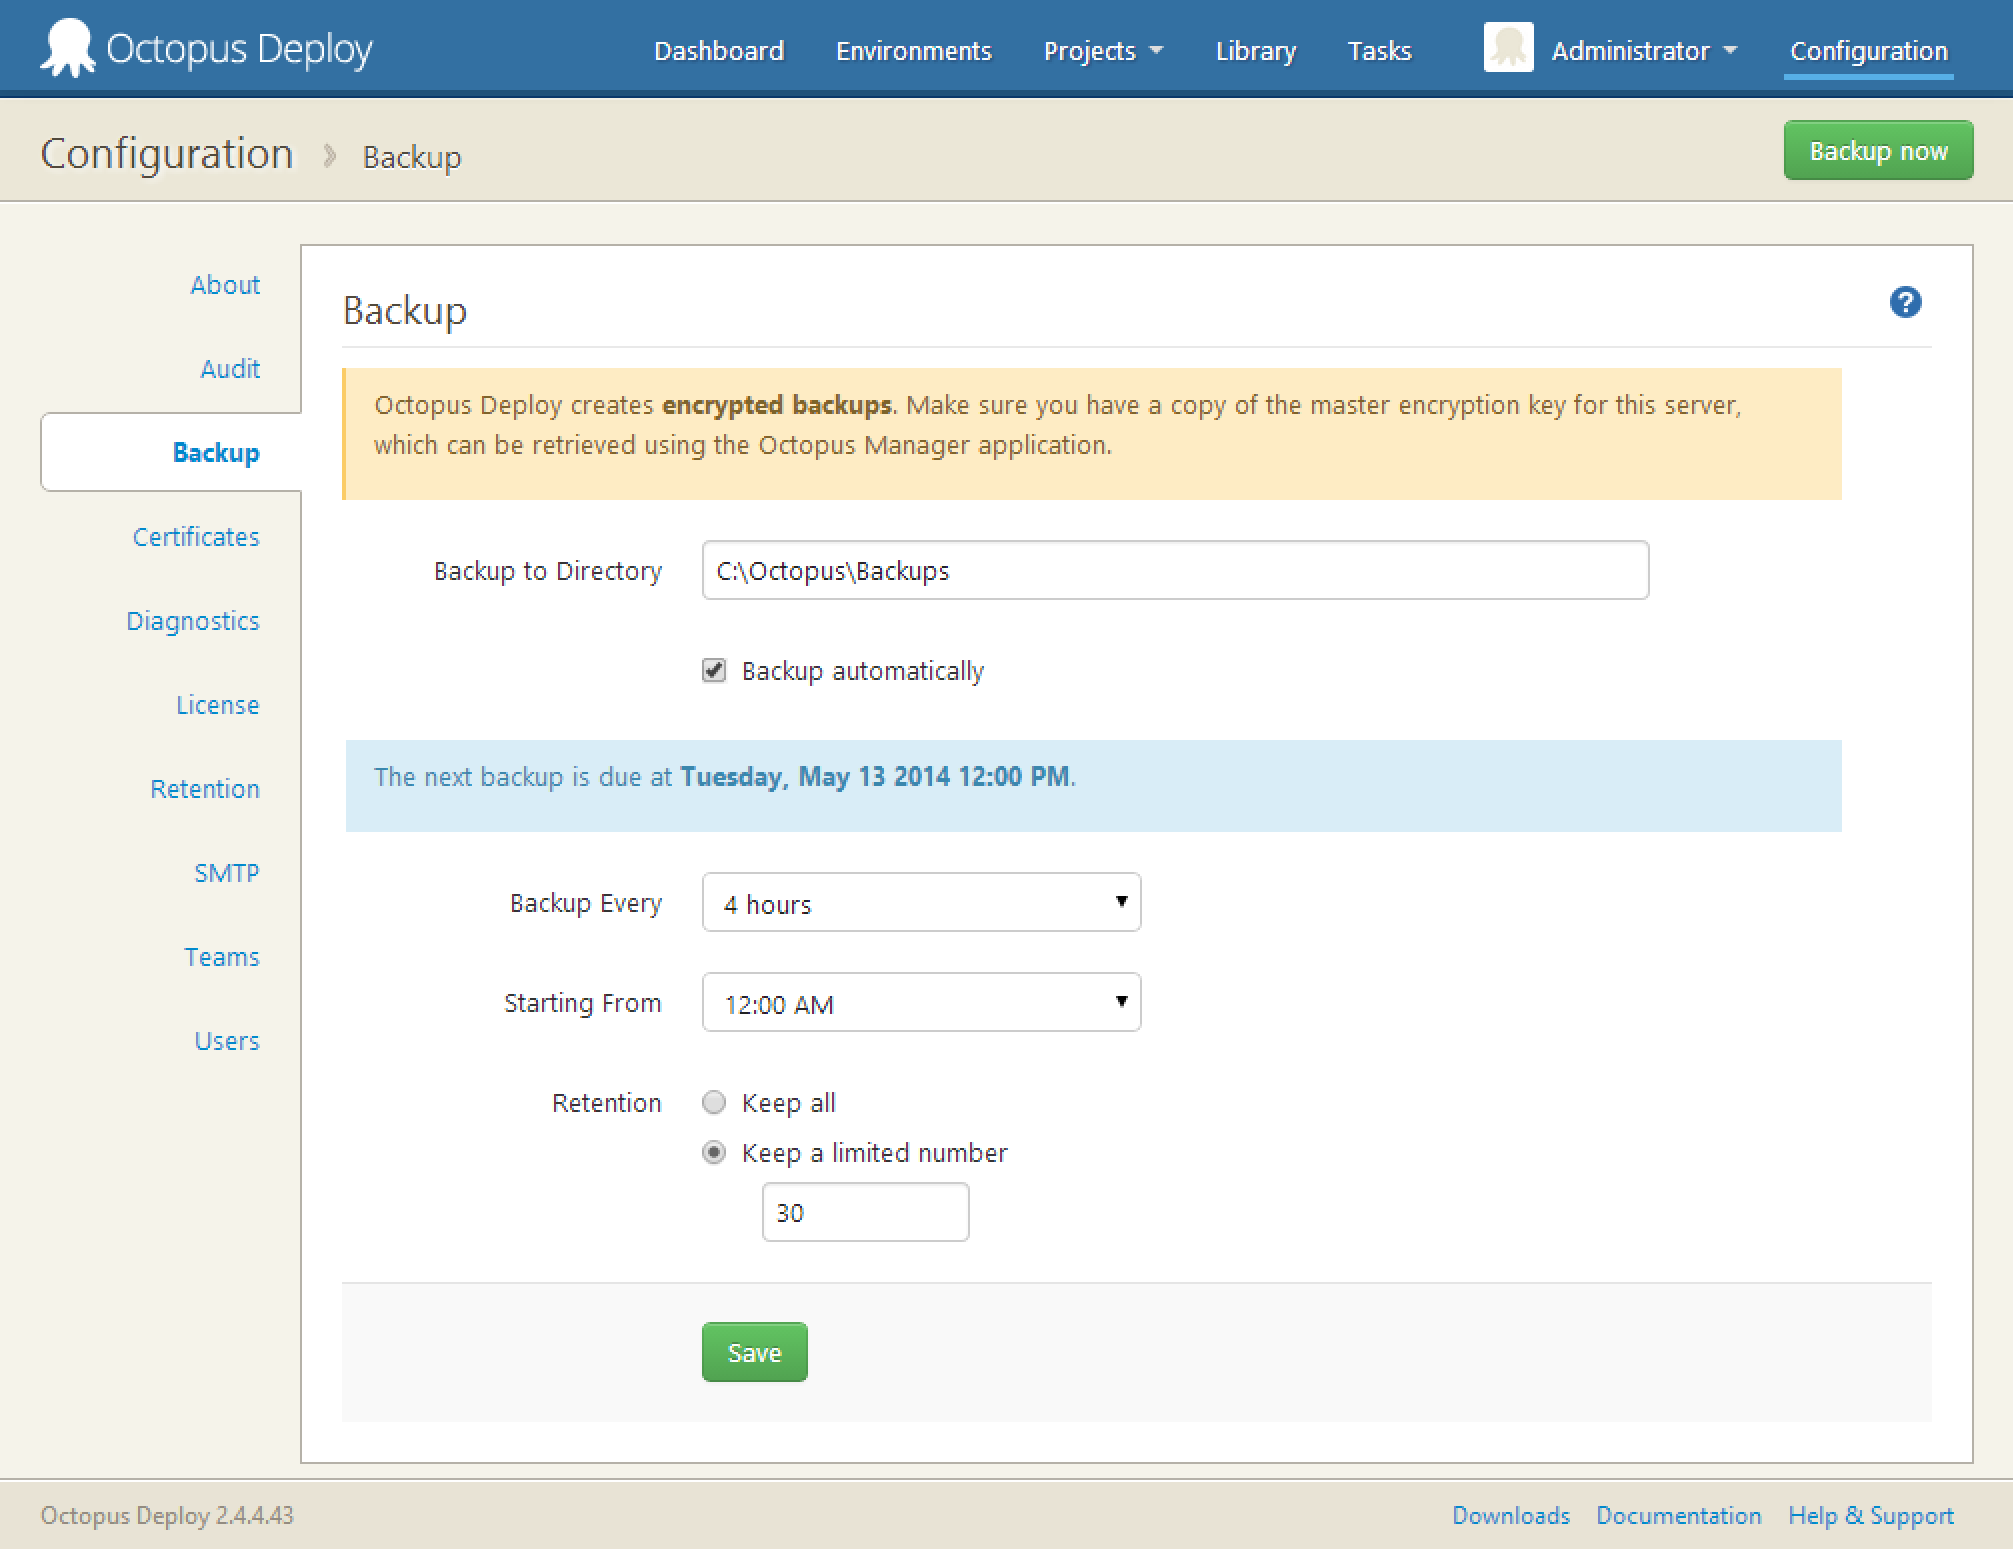 Octopus Deploy
Dashboard Environments Projects Library Tasks Administrator Configuration
Configuration Backup
Backup now
About
Audit
Backup
Certificates
Diagnostics
License
Retention
SMTP
Teams
Users
Backup
?
Octopus Deploy creates encrypted backups. Make sure you have a copy of the master encryption key for this server,
which can be retrieved using the Octopus Manager application.
Backup to Directory C:\Octopus\Backups
Backup automatically
The next backup is due at Tuesday, May 13 2014 12:00 PM.
Backup Every 4 hours
Starting From 12:00 AM
Retention Keep all
Keep a limited number
30
Save
Octopus Deploy 2.4.4.43
Downloads Documentation Help & Support